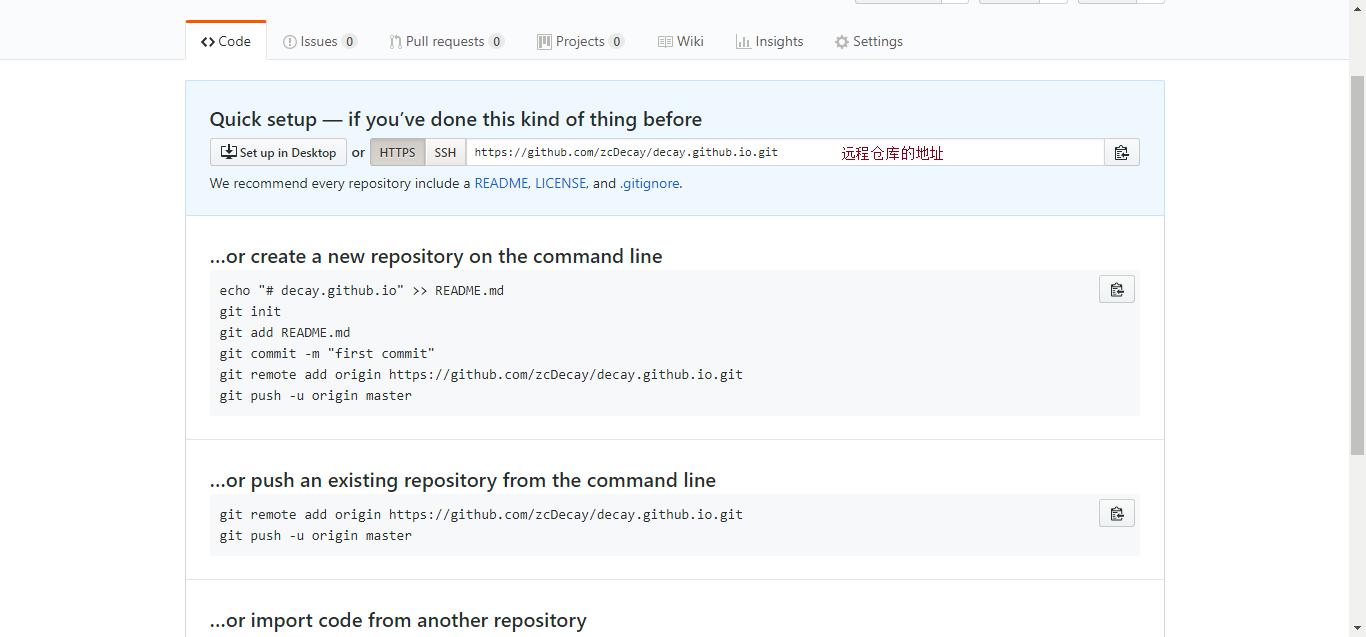 Code Issues 0 Pull requests 0 Projects 0 Wiki Insights Settings
Quick setup — if you’ve done this kind of thing before
Set up in Desktop or HTTPS SSH https://github.com/zcDecay/decay.github.io.git 远程仓库的地址
We recommend every repository include a README, LICENSE, and .gitignore.
…or create a new repository on the command line
echo "# decay.github.io" >> README.md
git init
git add README.md
git commit -m "first commit"
git remote add origin https://github.com/zcDecay/decay.github.io.git
git push -u origin master
…or push an existing repository from the command line
git remote add origin https://github.com/zcDecay/decay.github.io.git
git push -u origin master
…or import code from another repository